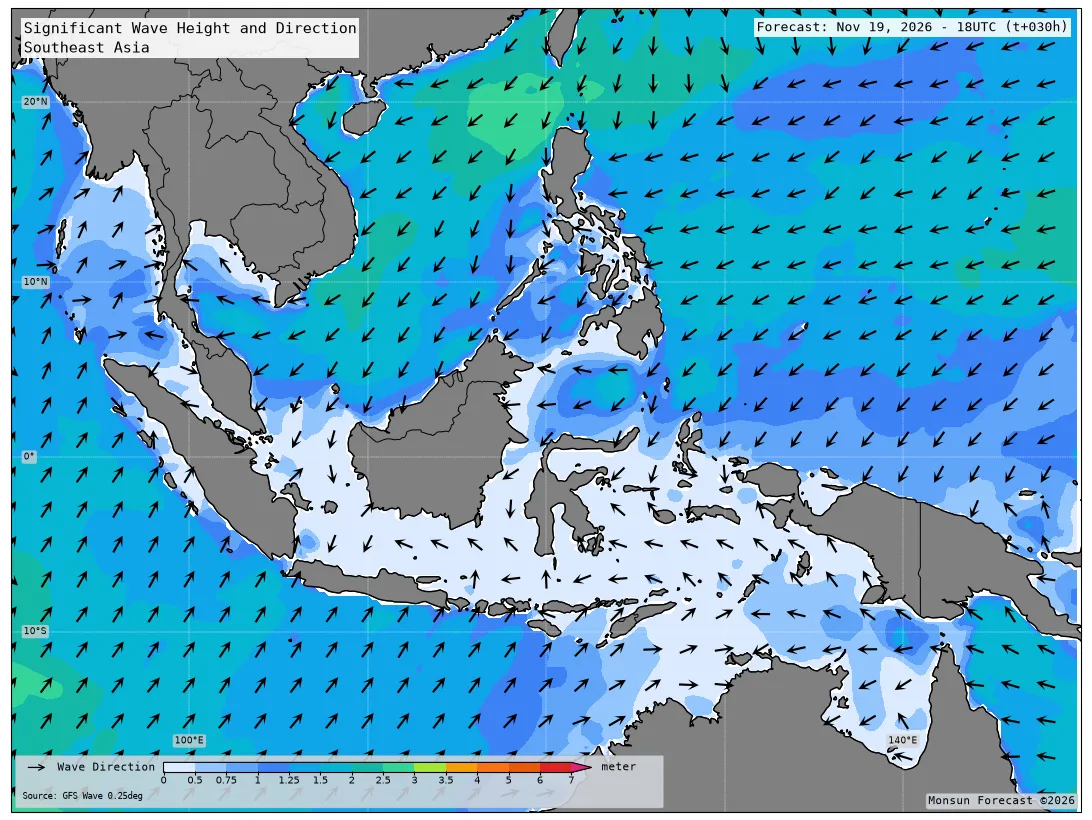 Significant Wave Height and Direction
Southeast Asia
Forecast: Nov 19, 2026 - 18UTC (t+030h)
20°N
10°N
0°
10°S
100°E
140°E
Wave Direction
meter
0 0.5 0.75 1 1.25 1.5 2 2.5 3 3.5 4 5 6 7
Source: GFS Wave 0.25deg
Monsun Forecast ©2026